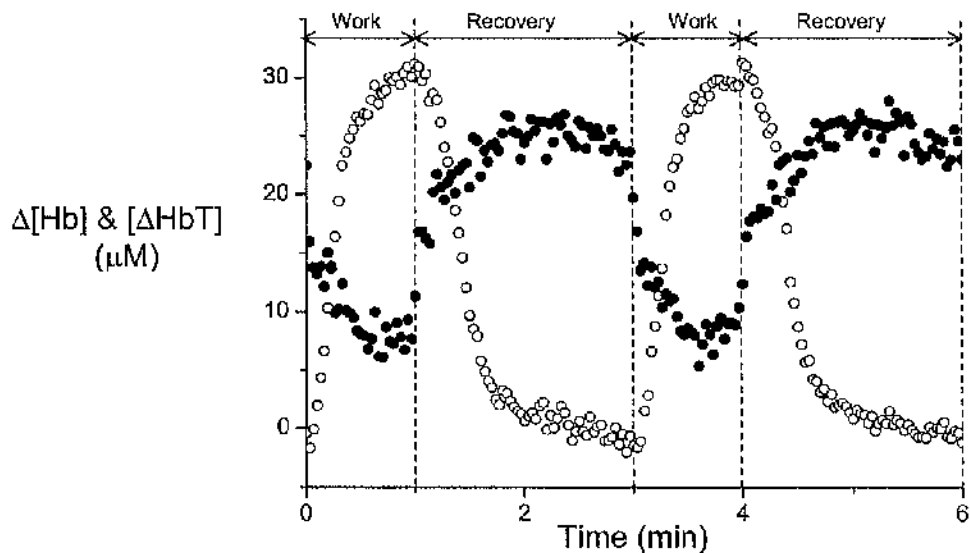 Work Recovery Work Recovery
30
20
10
0
Δ[Hb] & [ΔHbT]
(μM)
0 2 4 6
Time (min)